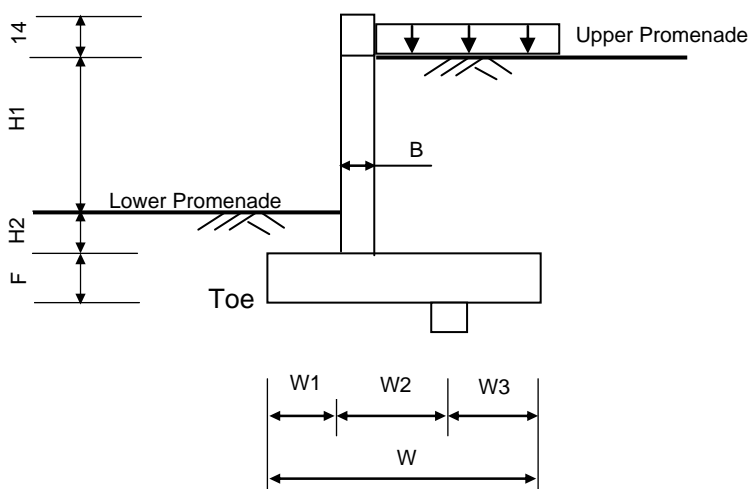 14
Upper Promenade
H1
B
Lower Promenade
H2
F
Toe
W1
W2
W3
W